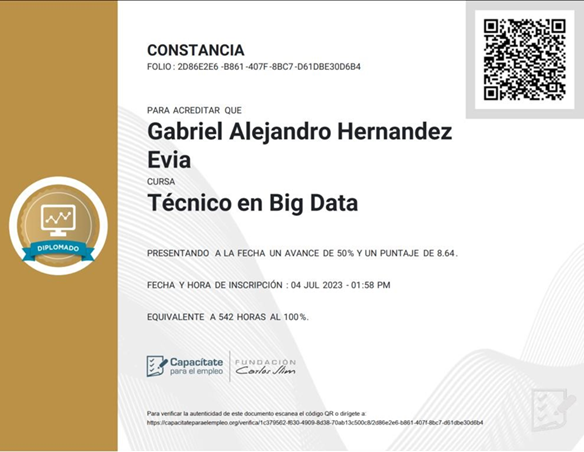 CONSTANCIA
FOLIO : 2D86E2E6 -B861 -407F -8BC7 -D61DBE30D6B4
PARA ACREDITAR QUE
Gabriel Alejandro Hernandez
Evia
CURSA
Técnico en Big Data
DIPLOMADO
PRESENTANDO A LA FECHA UN AVANCE DE 50% Y UN PUNTAJE DE 8.64.
FECHA Y HORA DE INSCRIPCIÓN : 04 JUL 2023 - 01:58 PM
EQUIVALENTE A 542 HORAS AL 100%.
Capacítate
para el empleo
FUNDACIÓN
Carlos Slim
Para verificar la autenticidad de este documento escanea el código QR o dirígete a:
https://capacitateparaelempleo.org/verifica/1c379562-f630-4909-8d38-70ab13c500c8/2d86e2e6-b861-407f-8bc7-d61dbe30d6b4